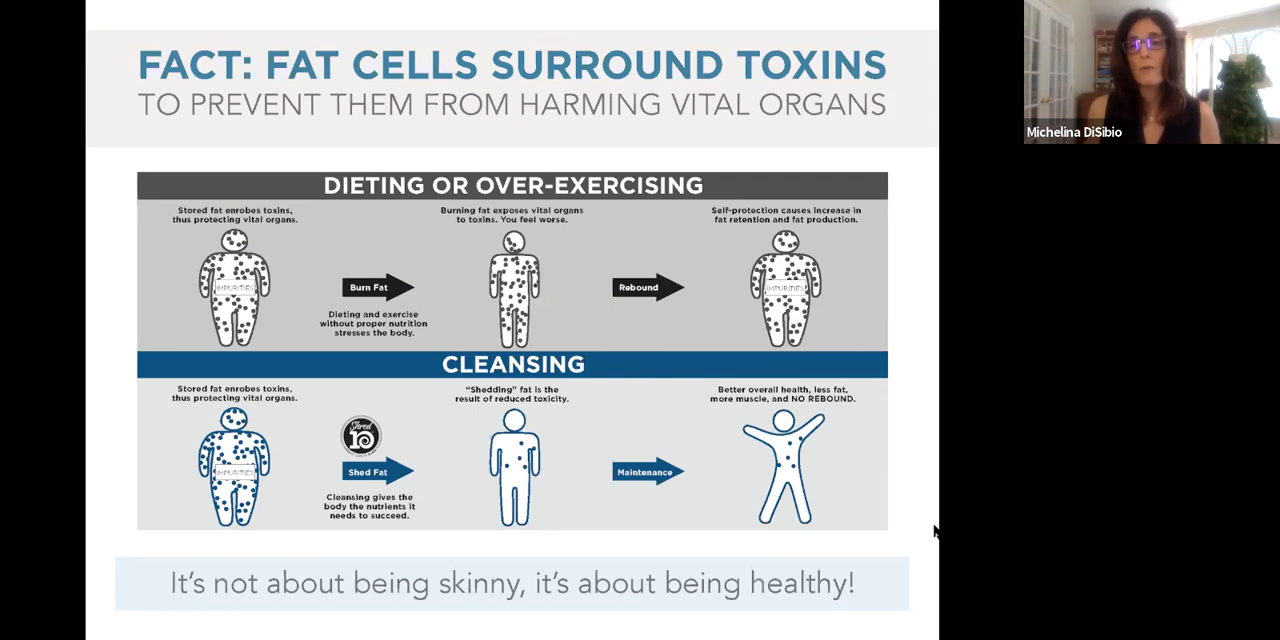 FACT: FAT CELLS SURROUND TOXINS
TO PREVENT THEM FROM HARMING VITAL ORGANS
Michelina DiSibio
DIETING OR OVER-EXERCISING
Stored fat enrobes toxins,
thus protecting vital organs.
IMPURITIES
Burn Fat
Dieting and exercise
without proper nutrition
stresses the body.
Burning fat exposes vital organs
to toxins. You feel worse.
Rebound
Self-protection causes increase in
fat retention and fat production.
IMPURITIES
CLEANSING
Stored fat enrobes toxins,
thus protecting vital organs.
IMPURITIES
Shred
10
Shed Fat
Cleansing gives the
body the nutrients it
needs to succeed.
"Shedding" fat is the
result of reduced toxicity.
Maintenance
Better overall health, less fat,
more muscle, and NO REBOUND.
It's not about being skinny, it's about being healthy!